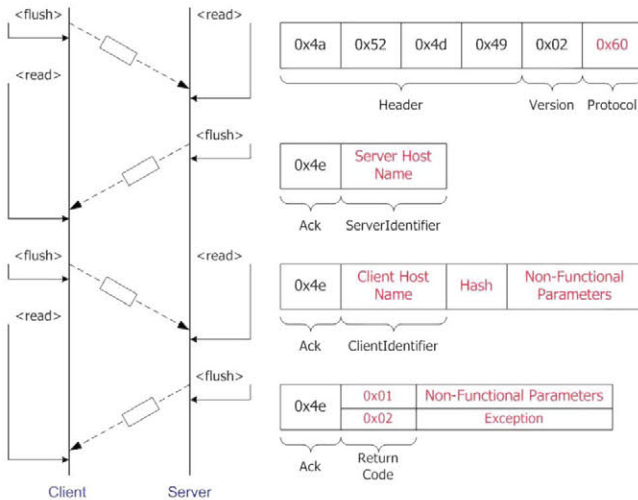 <flush>
<read>
0x4a 0x52 0x4d 0x49 0x02 0x60
Header Version Protocol
<read>
<flush>
0x4e Server Host
Name
Ack ServerIdentifier
<flush>
<read>
0x4e Client Host
Name Hash Non-Functional
Parameters
Ack ClientIdentifier
<read>
<flush>
0x4e 0x01 Non-Functional Parameters
0x02 Exception
Ack Return
Code
Client Server